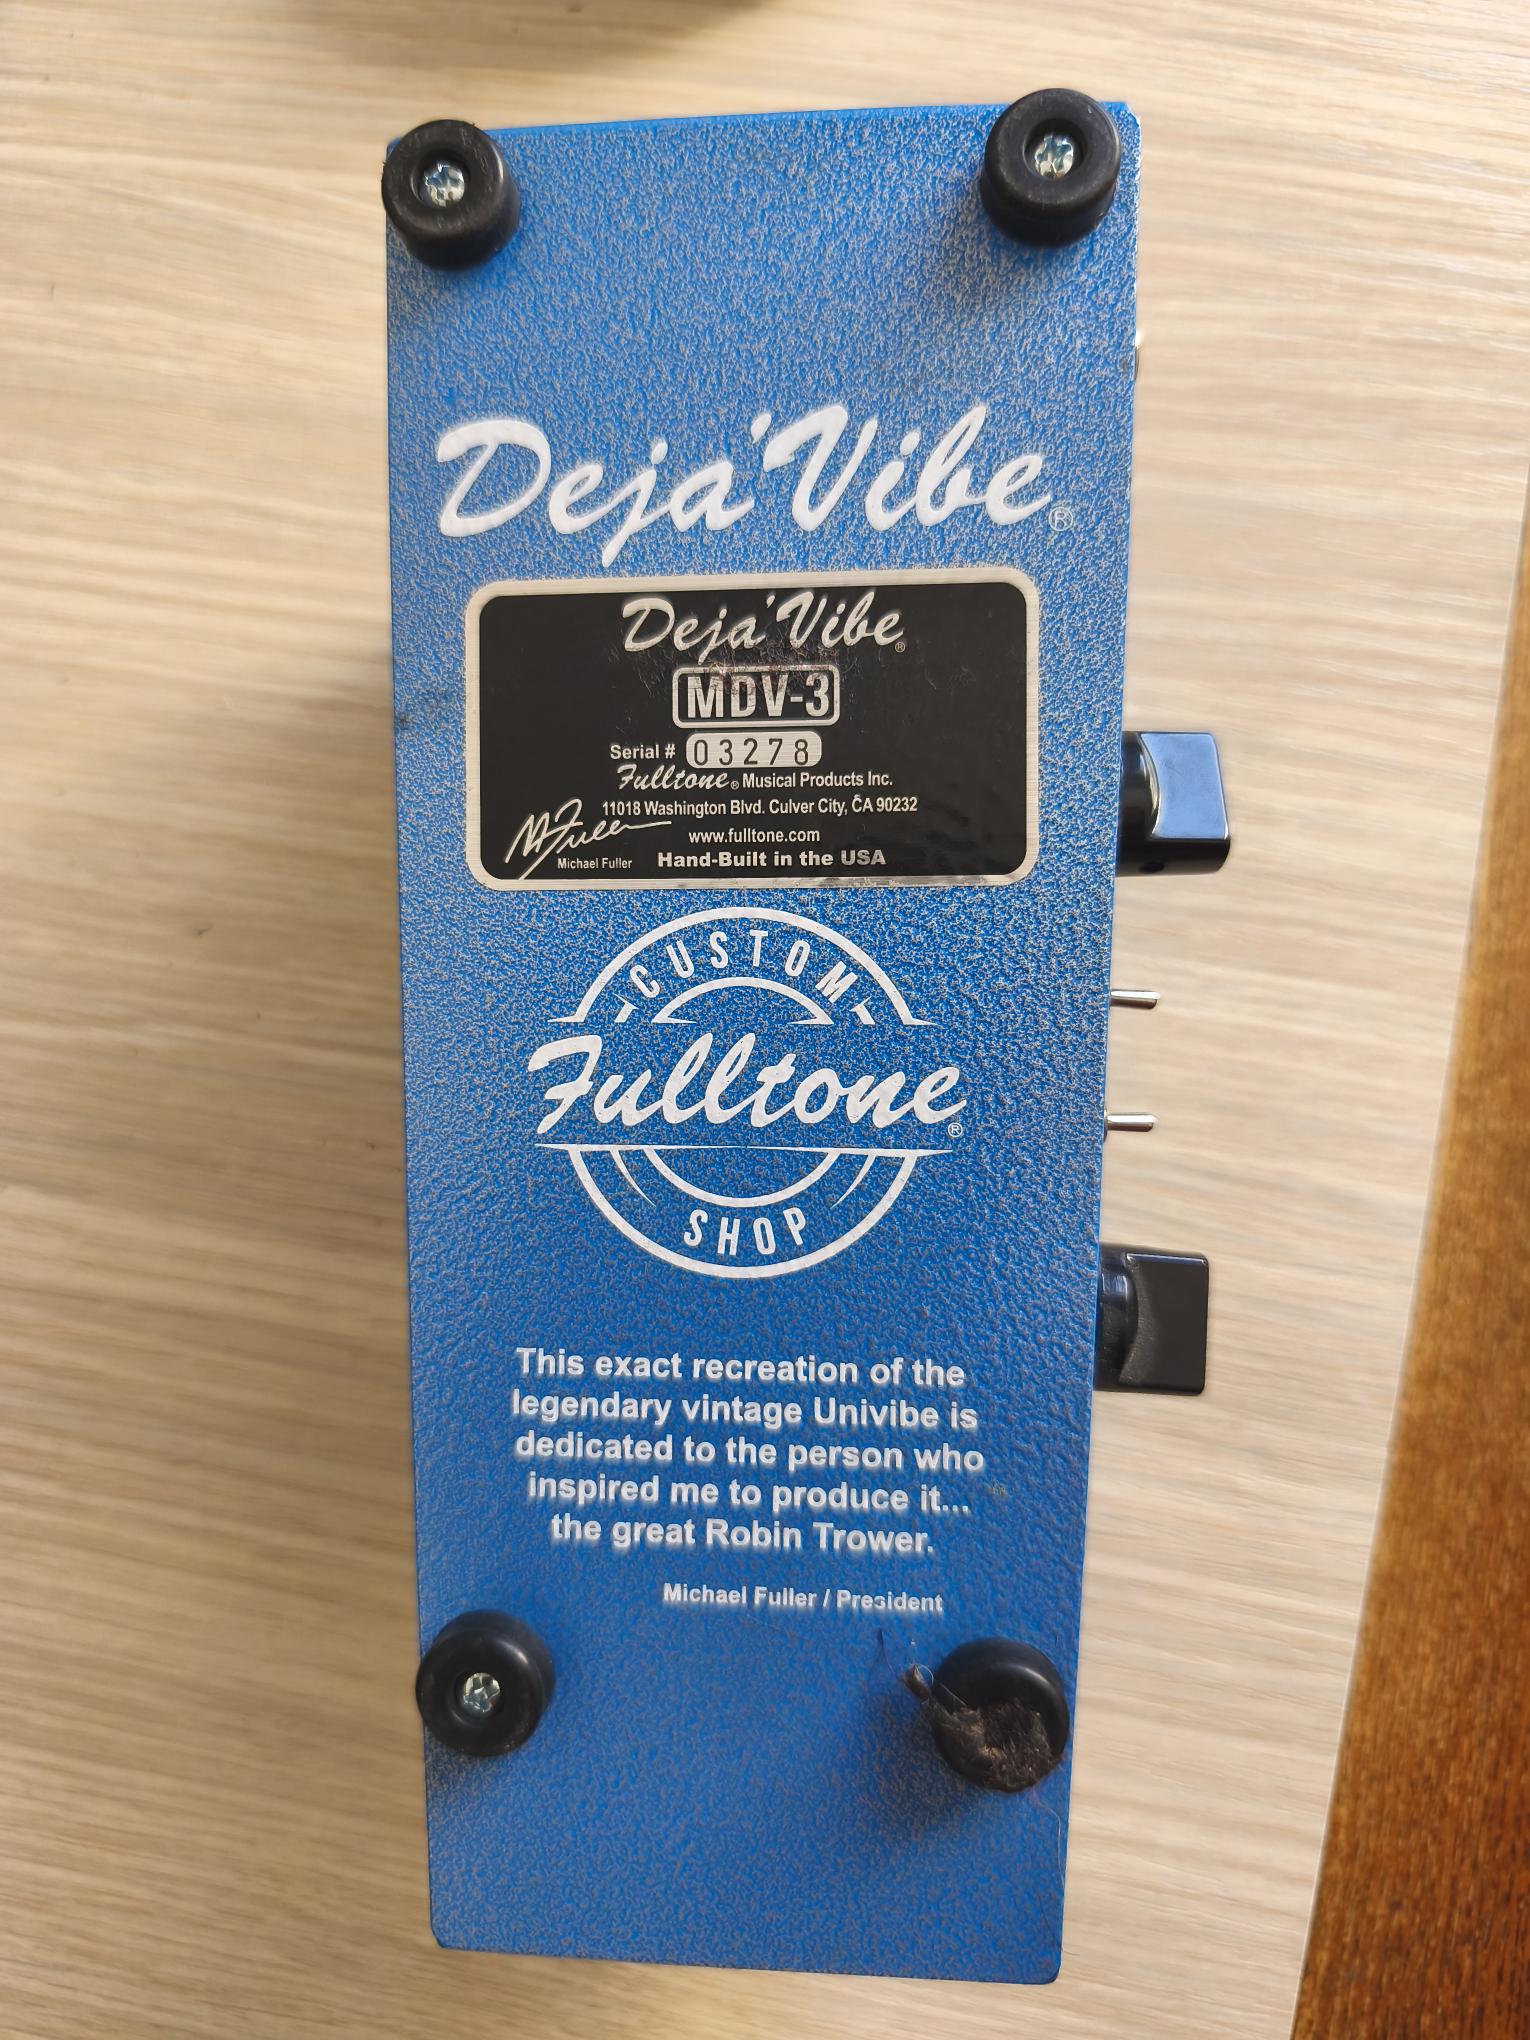 Deja'Vibe®
Deja'Vibe®
MDV-3
Serial # 03278
Fulltone® Musical Products Inc.
11018 Washington Blvd. Culver City, CA 90232
www.fulltone.com
MFuller
Michael Fuller Hand-Built in the USA
CUSTOM
Fulltone®
SHOP
This exact recreation of the
legendary vintage Univibe is
dedicated to the person who
inspired me to produce it...
the great Robin Trower.
Michael Fuller / President